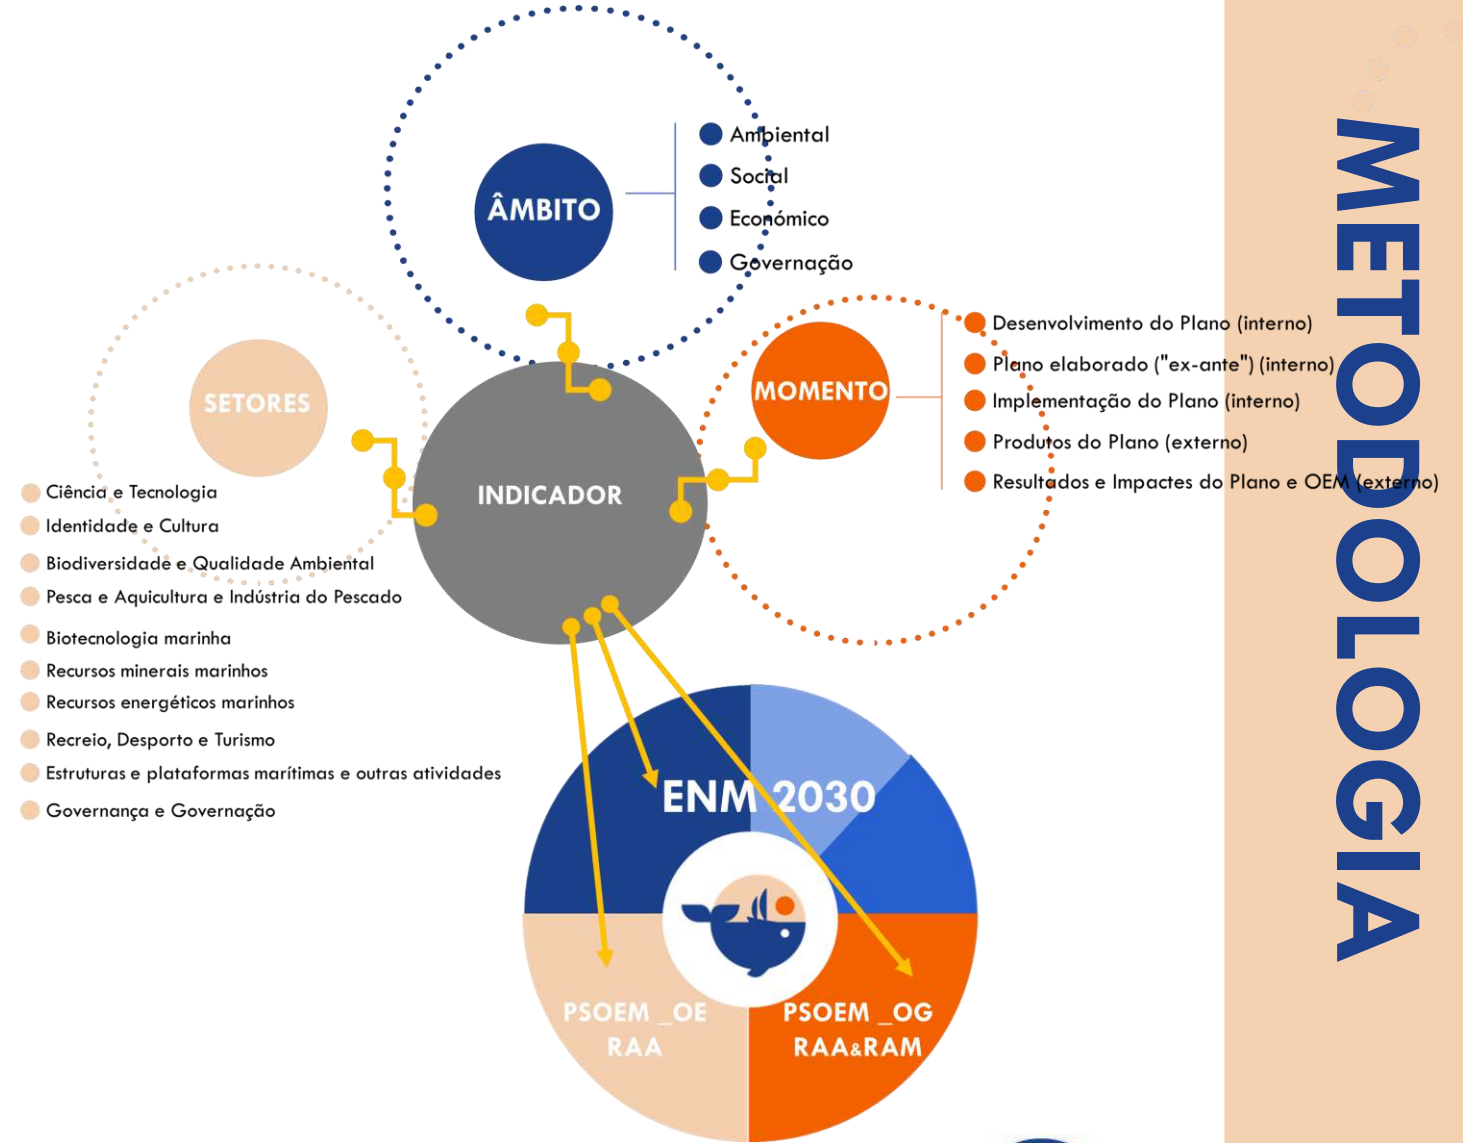 ÂMBITO
Ambiental
Social
Económico
Governação
SETORES
Ciência e Tecnologia
Identidade e Cultura
Biodiversidade e Qualidade Ambiental
Pesca e Aquicultura e Indústria do Pescado
Biotecnologia marinha
Recursos minerais marinhos
Recursos energéticos marinhos
Recreio, Desporto e Turismo
Estruturas e plataformas marítimas e outras atividades
Governança e Governação
INDICADOR
MOMENTO
Desenvolvimento do Plano (interno)
Plano elaborado ("ex-ante") (interno)
Implementação do Plano (interno)
Produtos do Plano (externo)
Resultados e Impactes do Plano e OEM (externo)
ENM 2030
PSOEM _OE
RAA
PSOEM _OG
RAA&RAM
METODOLOGIA